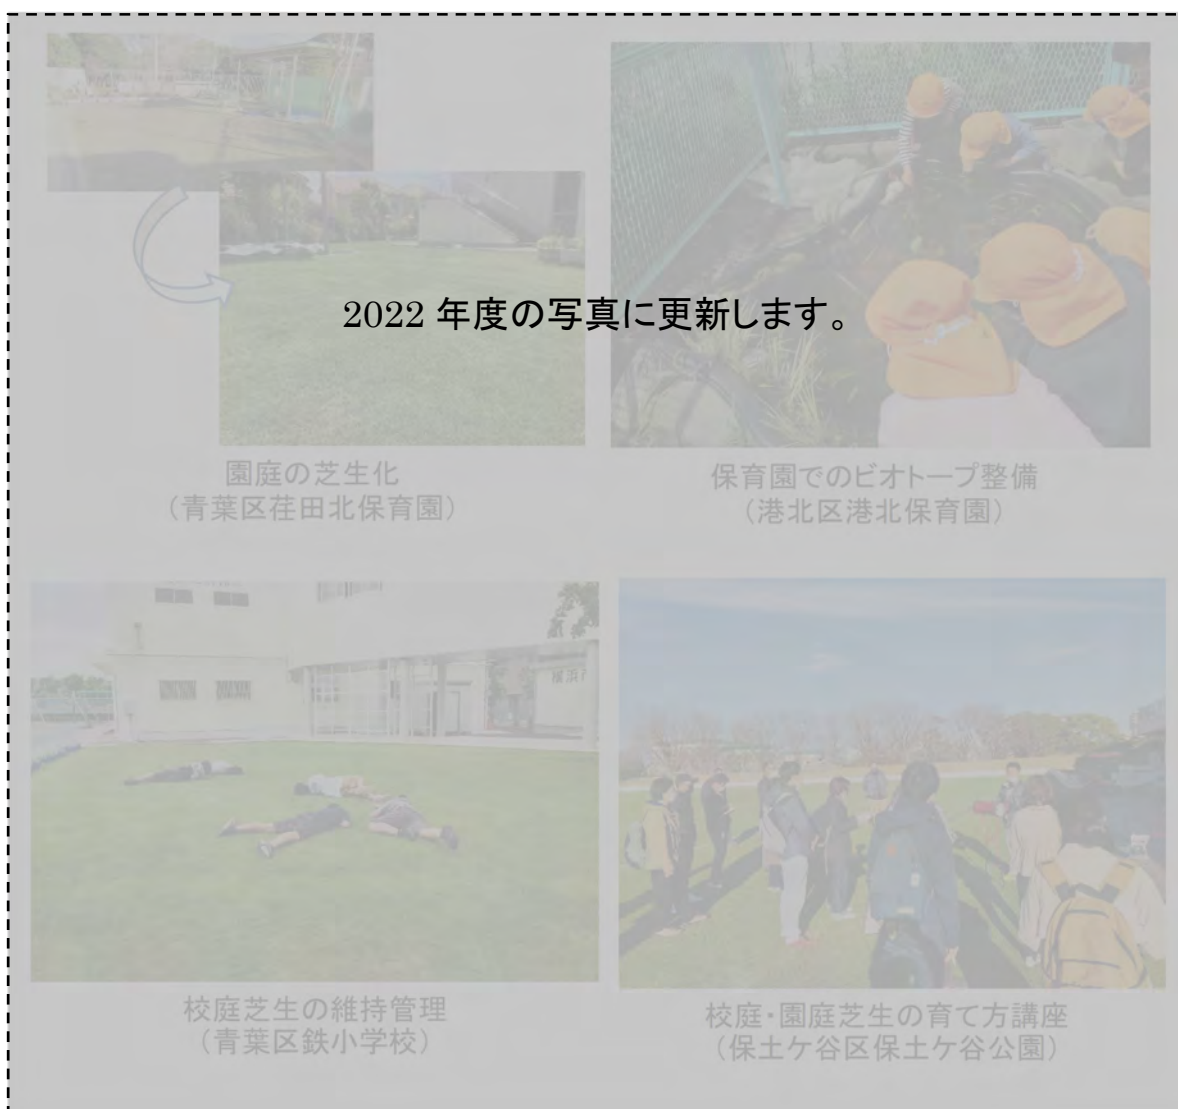 2022 年度の写真に更新します。
園庭の芝生化
(青葉区荏田北保育園)
保育園でのビオトープ整備
(港北区港北保育園)
校庭芝生の維持管理
(青葉区鉄小学校)
校庭・園庭芝生の育て方講座
(保土ケ谷区保土ケ谷公園)